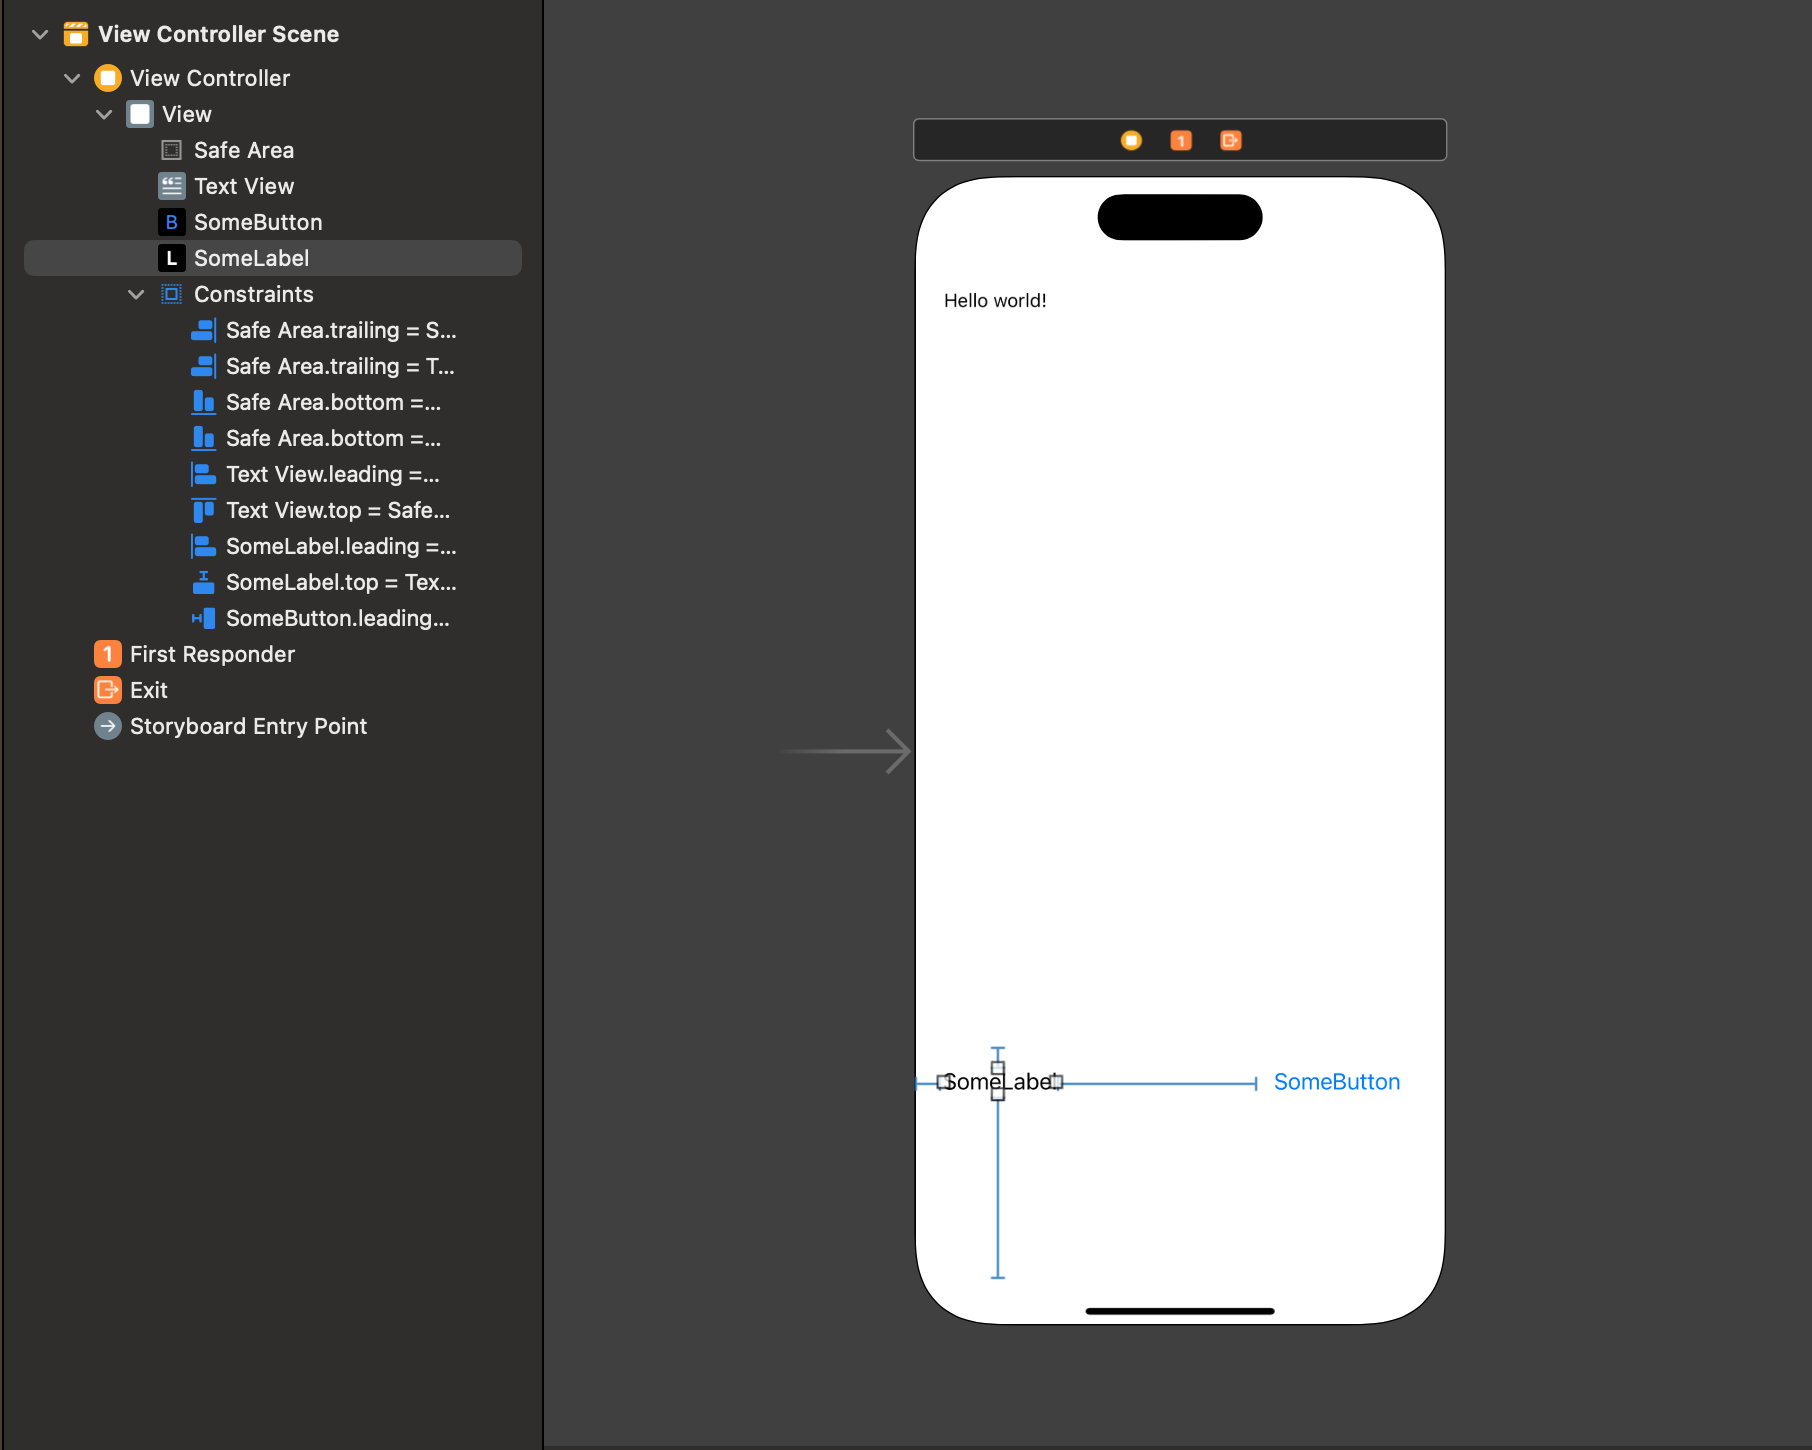 View Controller Scene
View Controller
View
Safe Area
Text View
B SomeButton
L SomeLabel
Constraints
Safe Area.trailing = S...
Safe Area.trailing = T...
Safe Area.bottom =...
Safe Area.bottom =...
Text View.leading =...
Text View.top = Safe...
SomeLabel.leading =...
SomeLabel.top = Tex...
SomeButton.leading...
1 First Responder
Exit
Storyboard Entry Point
1
Hello world!
SomeLabel
SomeButton